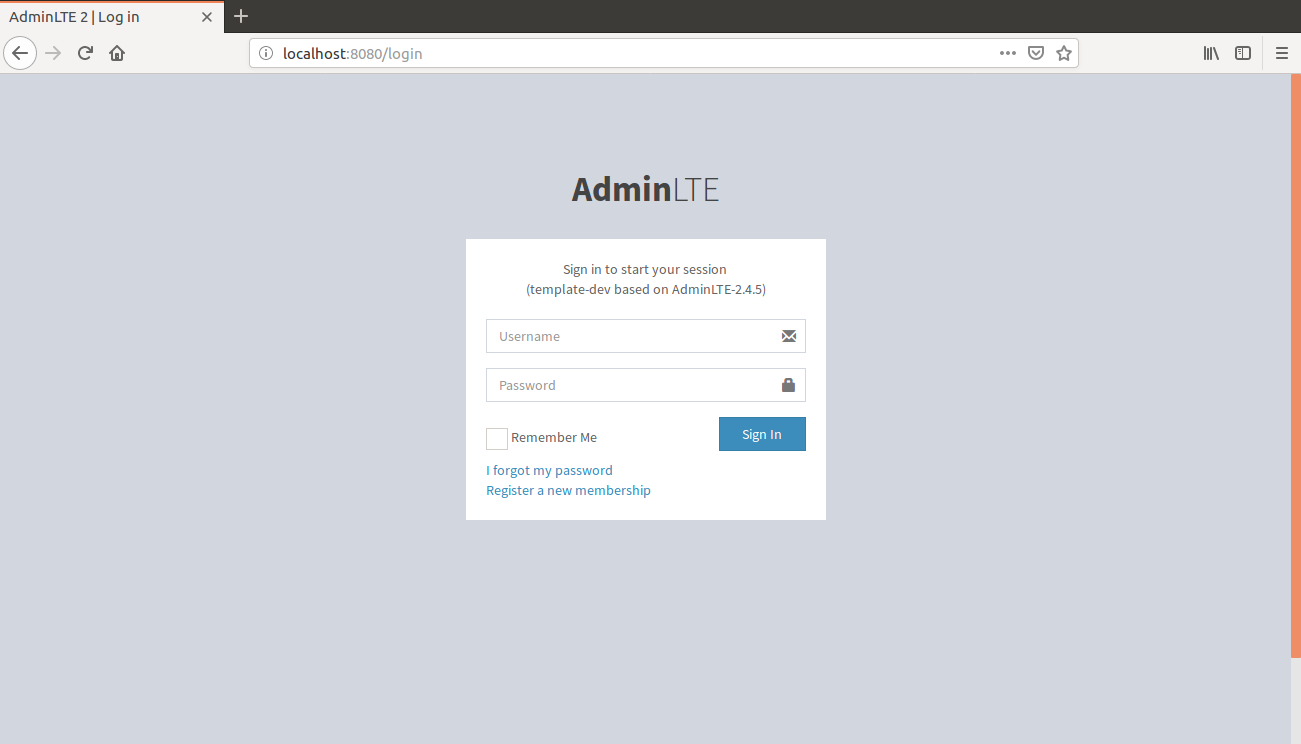 AdminLTE 2 | Log in
localhost:8080/login
AdminLTE
Sign in to start your session
(template-dev based on AdminLTE-2.4.5)
Username
Password
Remember Me
Sign In
I forgot my password
Register a new membership